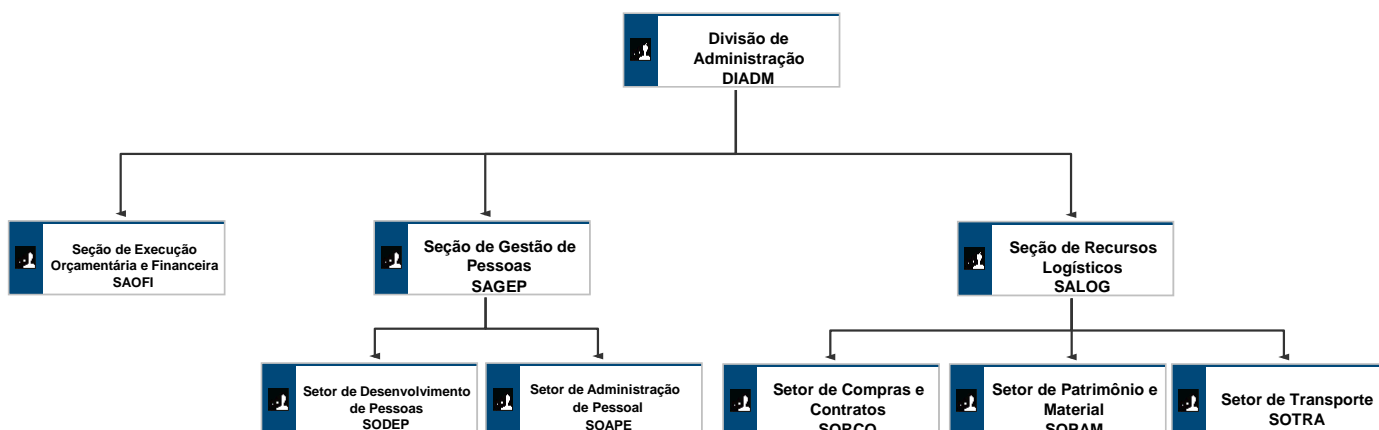 Divisão de
Administração
DIADM
Seção de Execução
Orçamentária e Financeira
SAOFI
Seção de Gestão de
Pessoas
SAGEP
Seção de Recursos
Logísticos
SALOG
Setor de Desenvolvimento
de Pessoas
SODEP
Setor de Administração
de Pessoal
SOAPE
Setor de Compras e
Contratos
Setor de Patrimônio e
Material
Setor de Transporte
SOTRA